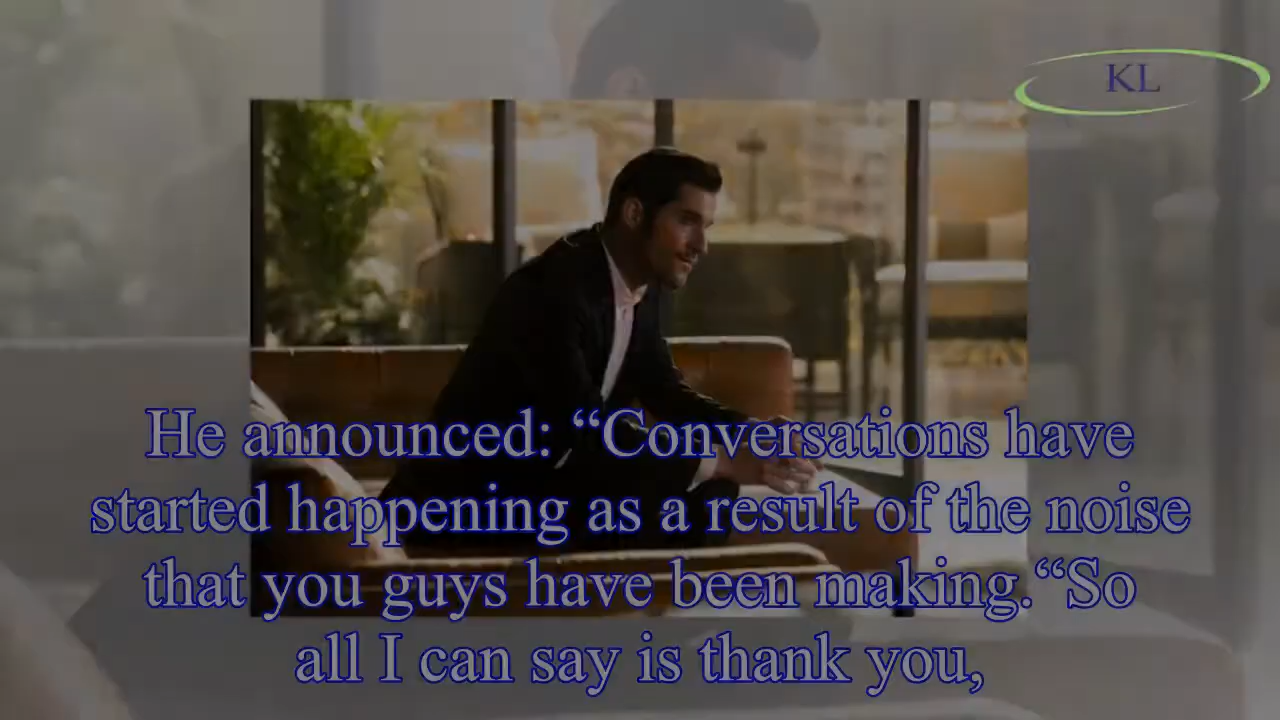 KL
He announced: “Conversations have
started happening as a result of the noise
that you guys have been making.“So
all I can say is thank you,